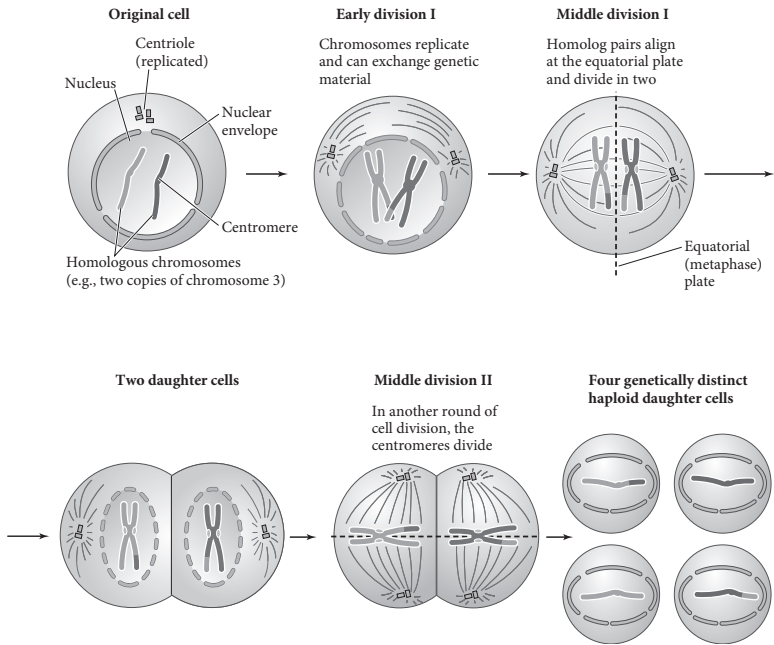 Original cell
Centriole
(replicated)
Nucleus
Nuclear
envelope
Centromere
Homologous chromosomes
(e.g., two copies of chromosome 3)
Early division I
Chromosomes replicate
and can exchange genetic
material
Middle division I
Homolog pairs align
at the equatorial plate
and divide in two
Equatorial
(metaphase)
plate
Two daughter cells
Middle division II
In another round of
cell division, the
centromeres divide
Four genetically distinct
haploid daughter cells